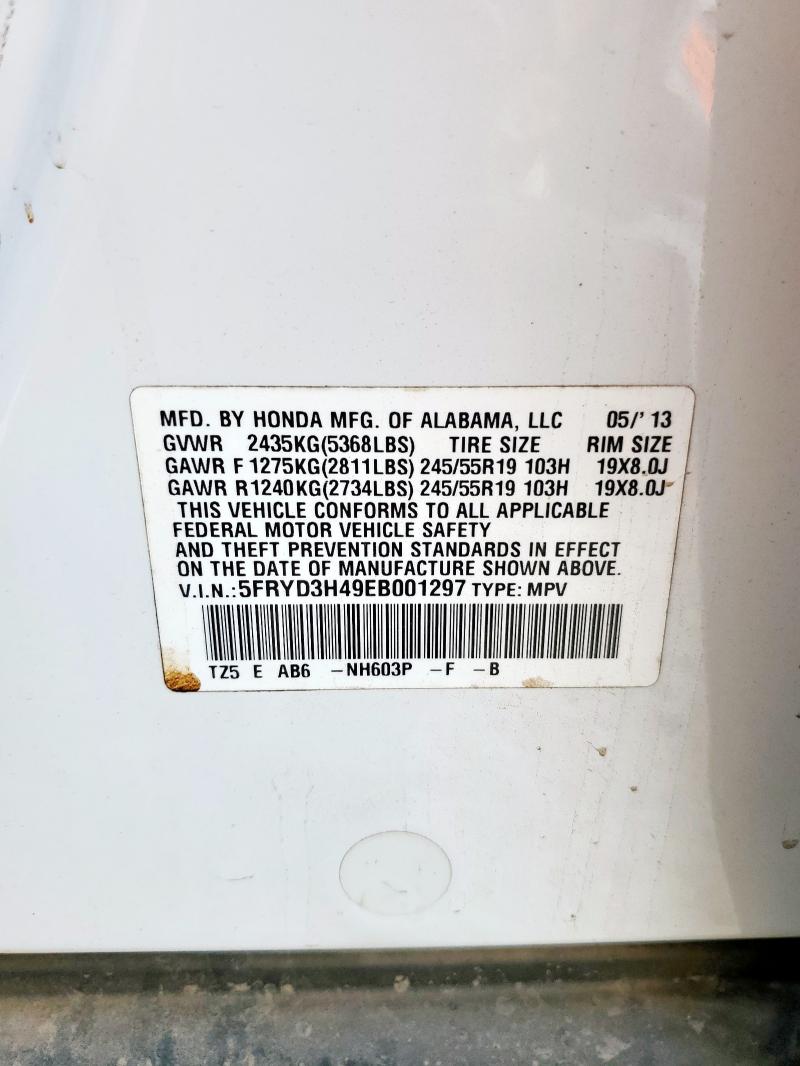 MFD. BY HONDA MFG. OF ALABAMA, LLC 05/' 13
GVWR 2435KG(5368LBS) TIRE SIZE RIM SIZE
GAWR F 1275KG(2811LBS) 245/55R19 103H 19X8.0J
GAWR R1240KG(2734LBS) 245/55R19 103H 19X8.0J
THIS VEHICLE CONFORMS TO ALL APPLICABLE
FEDERAL MOTOR VEHICLE SAFETY
AND THEFT PREVENTION STANDARDS IN EFFECT
ON THE DATE OF MANUFACTURE SHOWN ABOVE.
V.I.N.:5FRYD3H49EB001297 TYPE: MPV
TZ5 E AB6 -NH603P -F -B